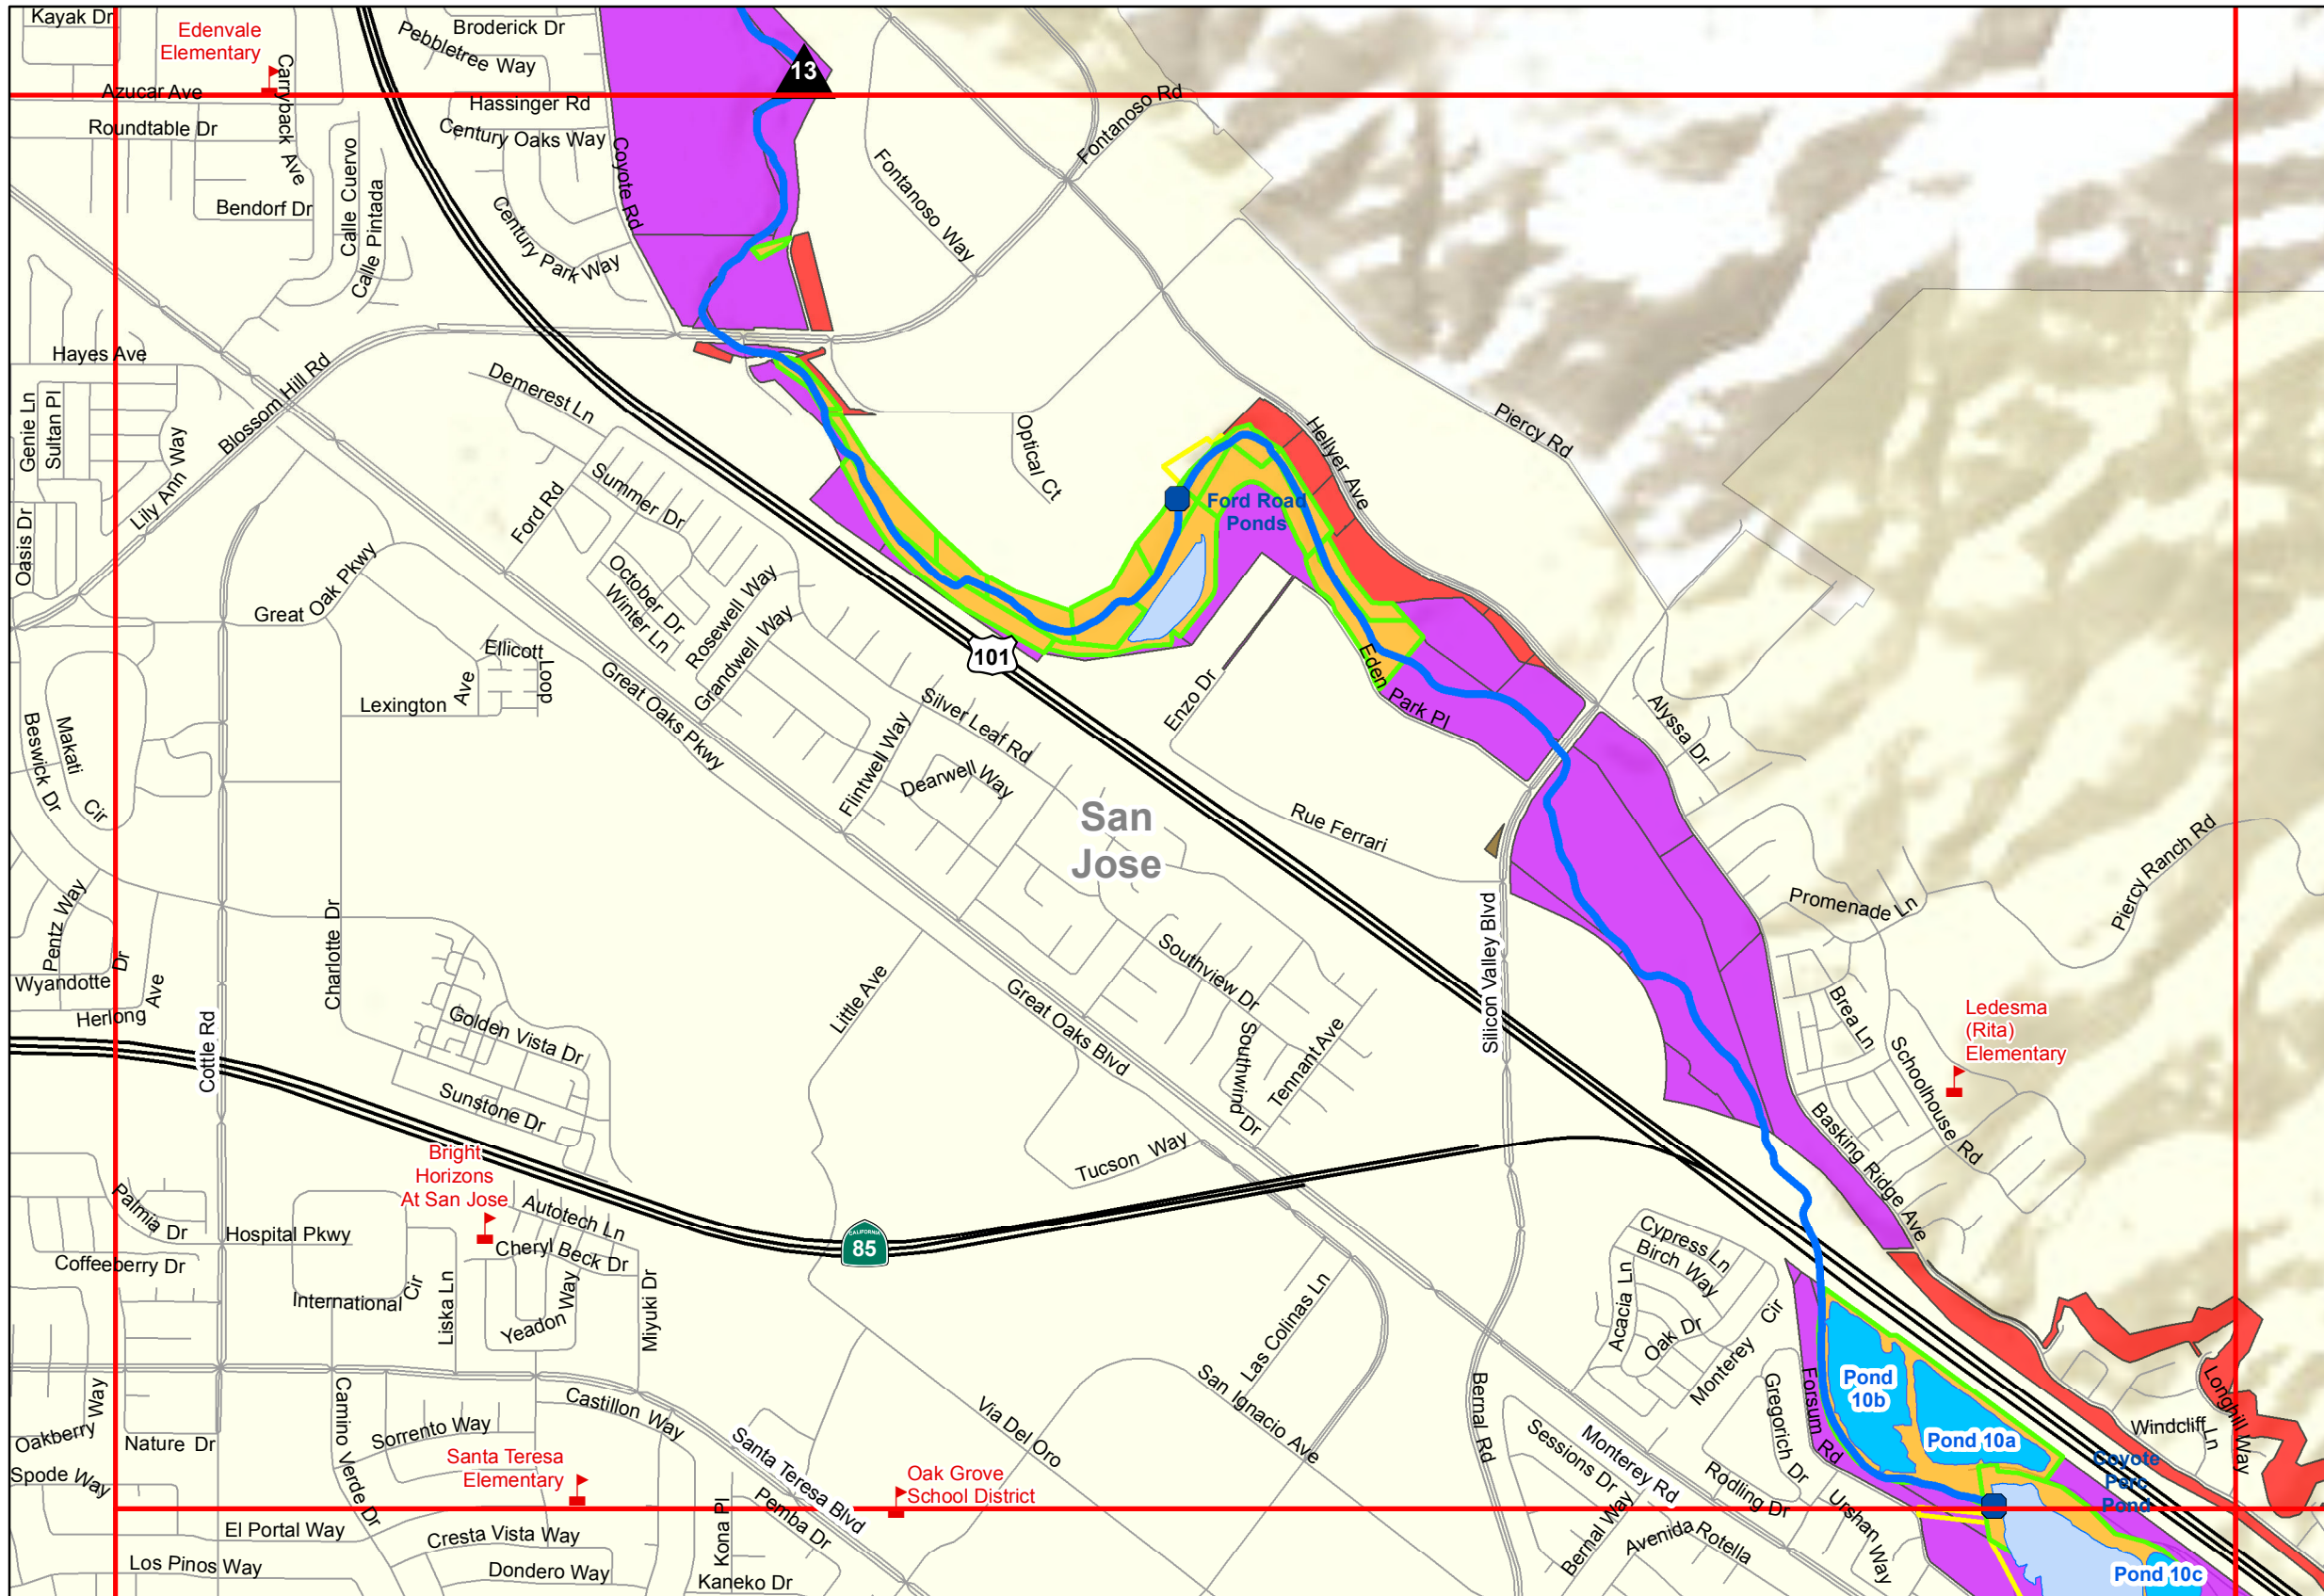 Kayak Dr
Edenvale
Elementary
Broderick Dr
Pebbletree Way
13
Azucar Ave
Carryback Ave
Hassinger Rd
Fontanoso Rd
Roundtable Dr
Century Oaks Way
Coyote Rd
Fontanoso Way
Calle Cuervo
Calle Pintada
Bendorf Dr
Century Park Way
Hayes Ave
Blossom Hill Rd
Demerest Ln
Genie Ln
Sultan Pl
Lily Ann Way
Optical Ct
Hellyer Ave
Piercy Rd
Summer Dr
Ford Rd
Ford Road
Ponds
Oasis Dr
October Dr
Winter Ln
Rosewell Way
Grandwell Way
Great Oak Pkwy
Ellicott
Loop
101
Great Oaks Pkwy
Lexington
Ave
Eden Park Pl
Enzo Dr
Silver Leaf Rd
Alyssa Dr
Beswick Dr
Makati
Cir
Flintwell Way
Dearwell Way
San
Jose
Rue Ferrari
Piercy Ranch Rd
Promenade Ln
Pentz Way
Charlotte Dr
Silicon Valley Blvd
Southview Dr
Wyandotte
Dr
Little Ave
Great Oaks Blvd
Brea Ln
Ledesma
(Rita)
Elementary
Herlong
Ave
Golden Vista Dr
Cottle Rd
Southwind
Dr
Tennant Ave
Schoolhouse Rd
Sunstone Dr
Basking Ridge Ave
Tucson Way
Bright
Horizons
At San Jose
Palmia Dr
Hospital Pkwy
Autotech Ln
CALIFORNIA
85
Cypress Ln
Birch Way
Coffeeberry Dr
Cheryl Beck Dr
International
Cir
Liska Ln
Yeadon Way
Miyuki Dr
Las Colinas Ln
Acacia Ln
Oak Dr
Monterey
Cir
Pond
10b
Forsum Rd
Longhill Way
Oakberry
Way
Camino Verde Dr
Castillon Way
Via Del Oro
San Ignacio Ave
Bernal Rd
Gregorich Dr
Windcliff
Ln
Nature Dr
Sorrento Way
Santa Teresa Blvd
Sessions Dr
Monterey Rd
Pond 10a
Spode Way
Santa Teresa
Elementary
Oak Grove
School District
Rodling Dr
Coyote
Parc
Pond
El Portal Way
Cresta Vista Way
Kona Pl
Pemba Dr
Bernal Way
Avenida Rotella
Urshan Way
Los Pinos Way
Dondero Way
Kaneko Dr
Pond 10c